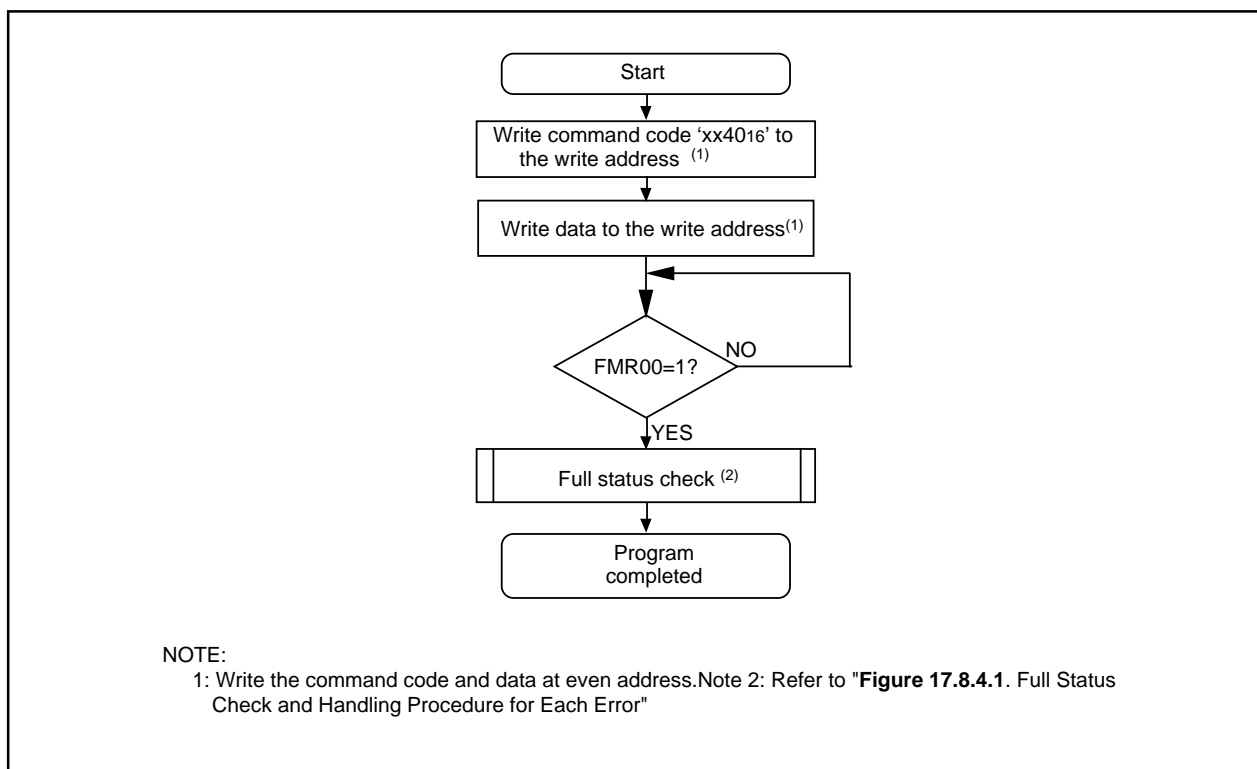 Start
Write command code ‘xx4016’ to
the write address (1)
Write data to the write address(1)
FMR00=1?
NO
YES
Full status check (2)
Program
completed
NOTE:
1: Write the command code and data at even address.Note 2: Refer to "Figure 17.8.4.1. Full Status
Check and Handling Procedure for Each Error"